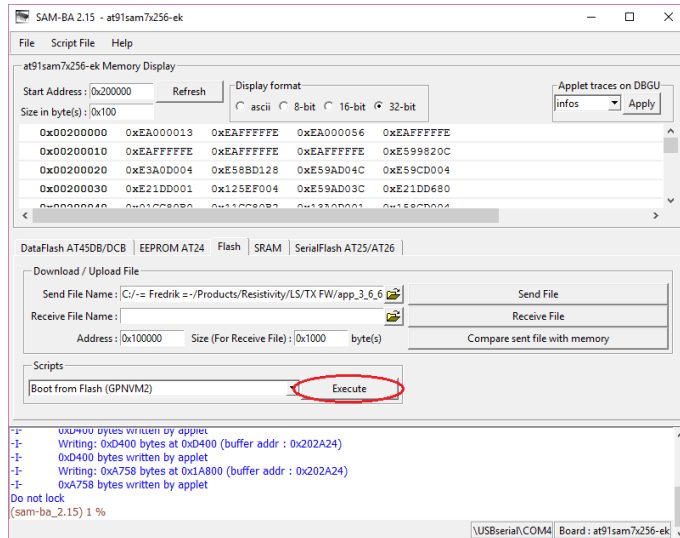 SAM-BA 2.15 - at91sam7x256-ek
File Script File Help
at91sam7x256-ek Memory Display
Start Address : 0x200000 Refresh
Size in byte(s) : 0x100
Display format
ascii 8-bit 16-bit 32-bit
Applet traces on DBGU
infos Apply
0x00200000 0xEA000013 0xEAFFFFFE 0xEA000056 0xEAFFFFFE
0x00200010 0xEAFFFFFE 0xEAFFFFFE 0xEAFFFFFE 0xE599820C
0x00200020 0xE3A0D004 0xE58BD128 0xE59AD04C 0xE59CD004
0x00200030 0xE21DD001 0x125EF004 0xE59AD03C 0xE21DD680
0x00200040 0x01CC80B0 0x11CC80B2 0x13A0D001 0x158CD004
DataFlash AT45DB/DCB EEPROM AT24 Flash SRAM SerialFlash AT25/AT26
Download / Upload File
Send File Name : C:/-= Fredrik =-/Products/Resistivity/LS/TX FW/app_3_6_6 Send File
Receive File Name : Receive File
Address : 0x100000 Size (For Receive File) : 0x1000 byte(s) Compare sent file with memory
Scripts
Boot from Flash (GPNVM2) Execute
-I- 0xD400 bytes written by applet
-I- Writing: 0xD400 bytes at 0xD400 (buffer addr : 0x202A24)
-I- 0xD400 bytes written by applet
-I- Writing: 0xA758 bytes at 0x1A800 (buffer addr : 0x202A24)
-I- 0xA758 bytes written by applet
Do not lock
(sam-ba_2.15) 1 %
\USBserial\COM4 Board : at91sam7x256-ek